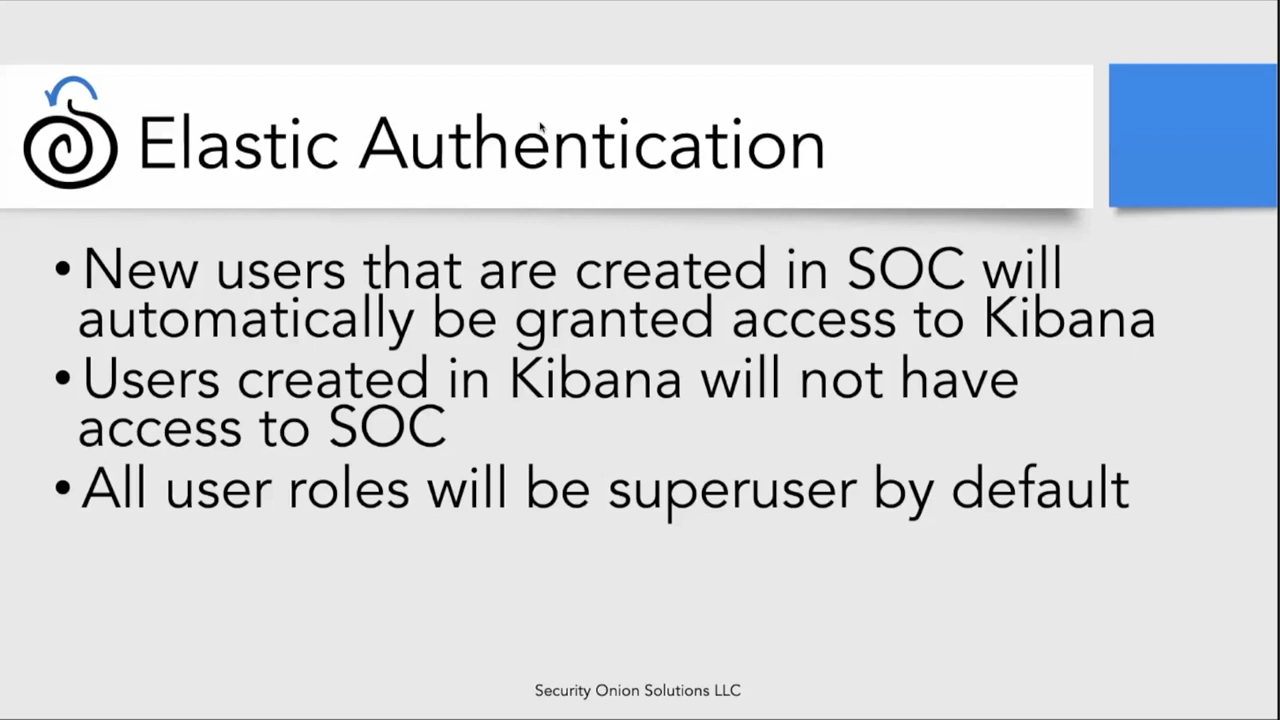 Elastic Authentication
• New users that are created in SOC will
automatically be granted access to Kibana
• Users created in Kibana will not have
access to SOC
• All user roles will be superuser by default
Security Onion Solutions LLC